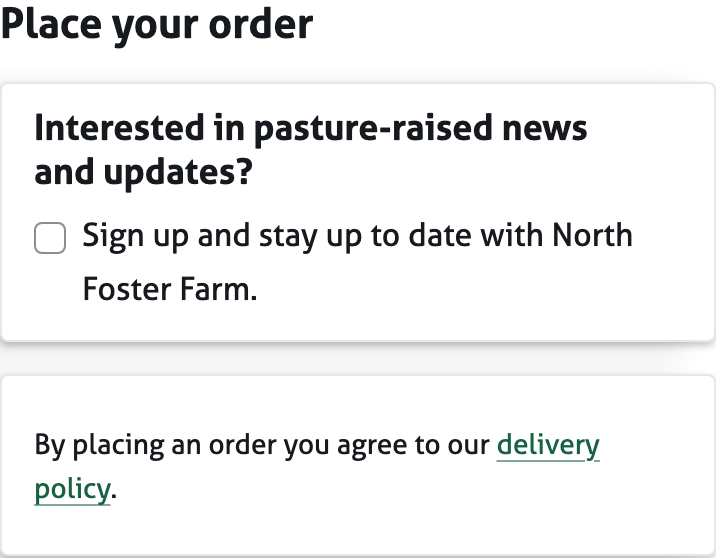 Place your order
Interested in pasture-raised news
and updates?
Sign up and stay up to date with North
Foster Farm.
By placing an order you agree to our delivery
policy.